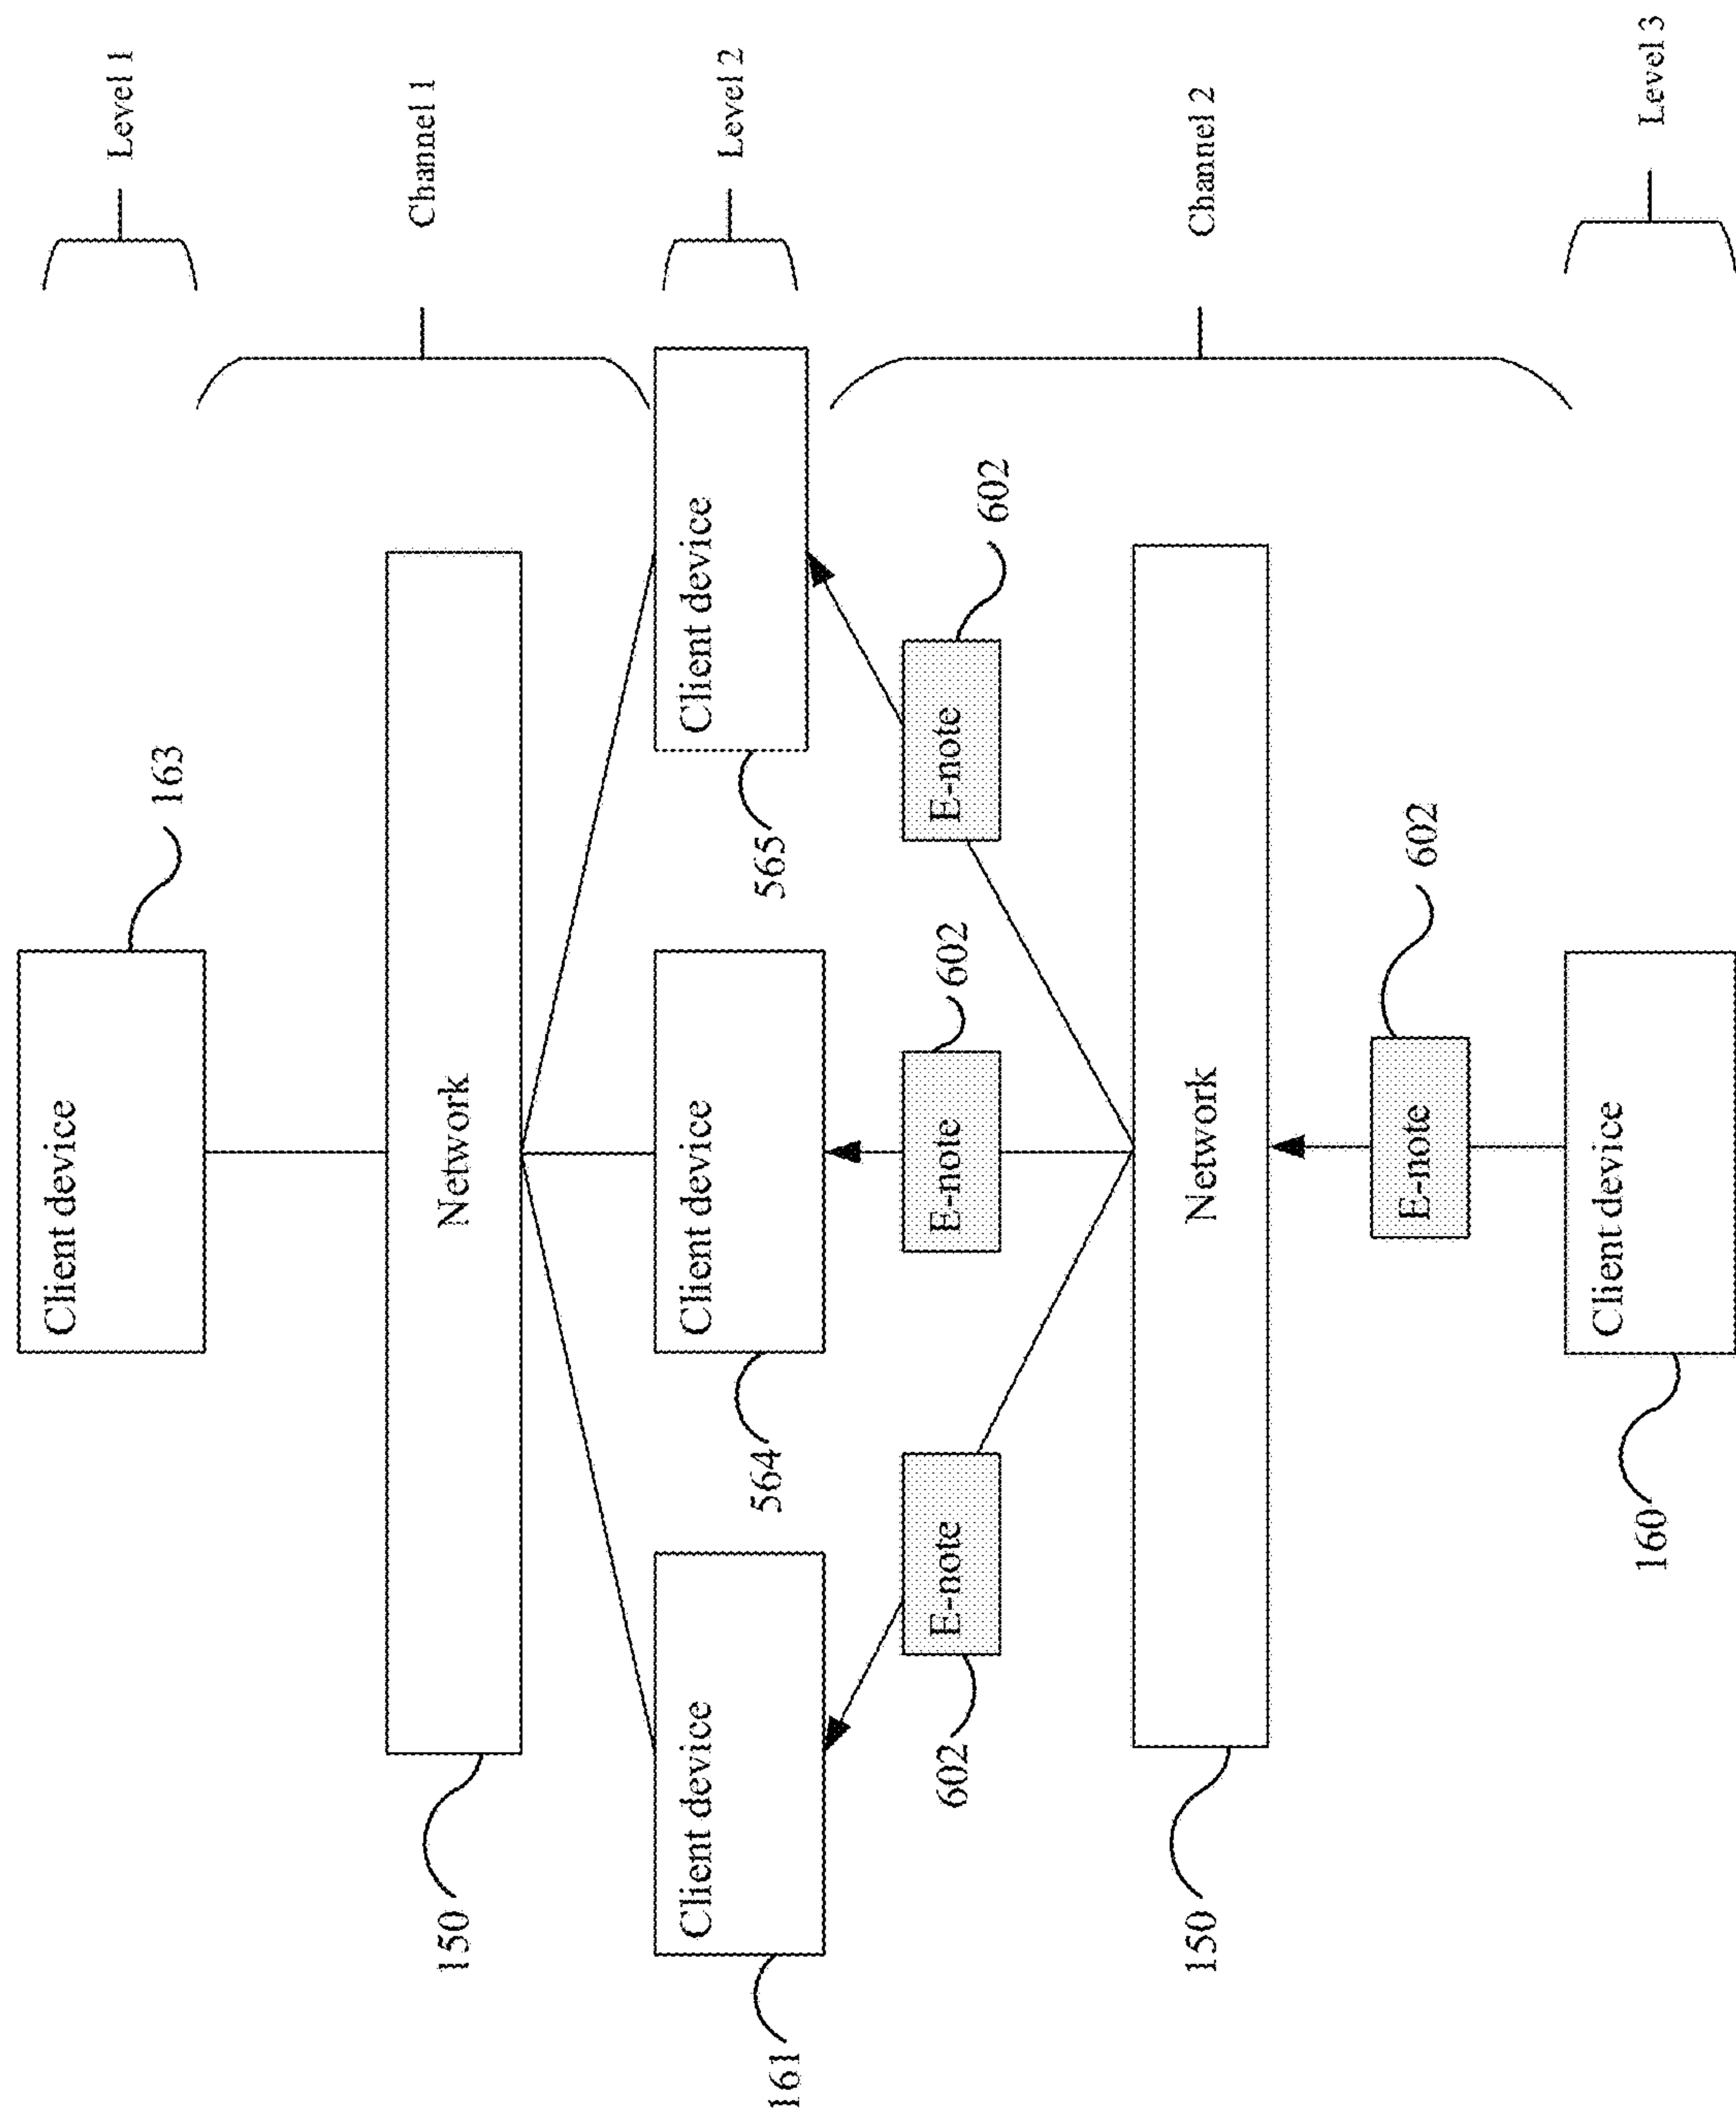 Client device
163
Level 1
Network
150
Channel 1
Client device
161
Client device
564
Client device
565
Level 2
E-note
602
E-note
602
E-note
602
Network
150
Channel 2
E-note
602
Client device
160
Level 3